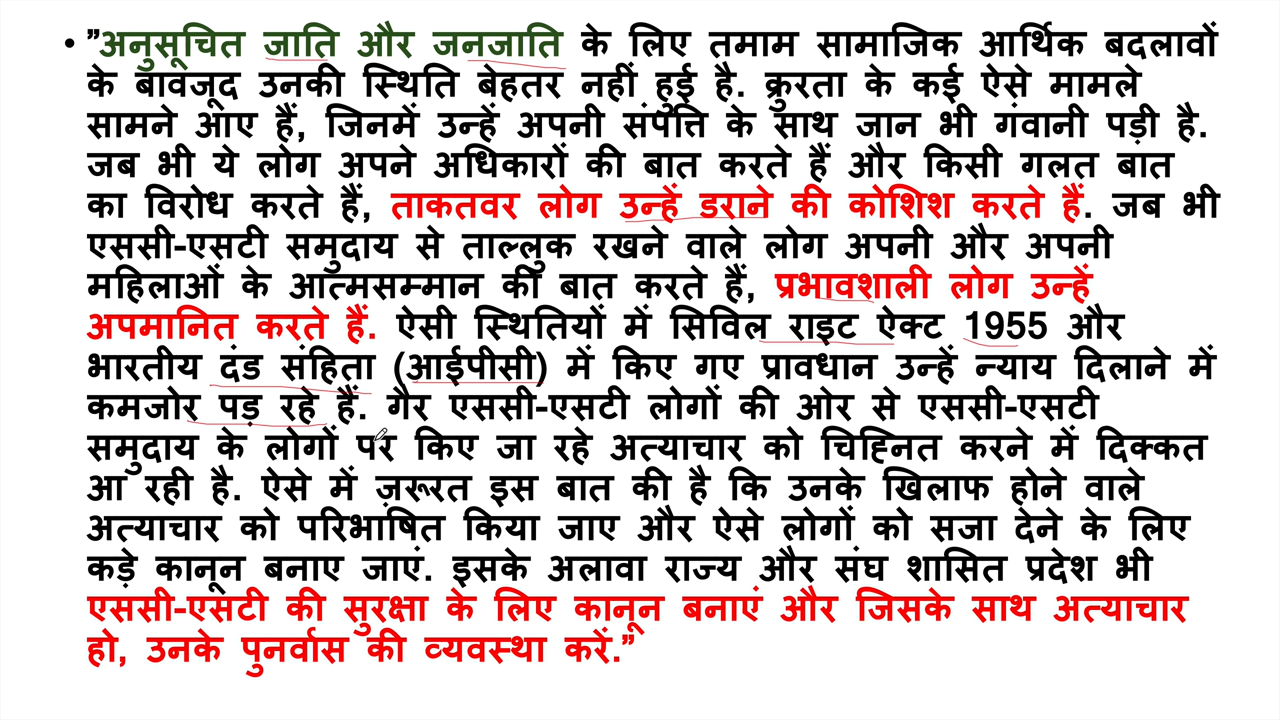 • ”अनुसूचित जाति और जनजाति के लिए तमाम सामाजिक आर्थिक बदलावों
के बावजूद उनकी स्थिति बेहतर नहीं हुई है. क्रुरता के कई ऐसे मामले
सामने आए हैं, जिनमें उन्हें अपनी संपत्ति के साथ जान भी गंवानी पड़ी है.
जब भी ये लोग अपने अधिकारों की बात करते हैं और किसी गलत बात
का विरोध करते हैं, ताकतवर लोग उन्हें डराने की कोशिश करते हैं. जब भी
एससी-एसटी समुदाय से ताल्लुक रखने वाले लोग अपनी और अपनी
महिलाओं के आत्मसम्मान की बात करते हैं, प्रभावशाली लोग उन्हें
अपमानित करते हैं. ऐसी स्थितियों में सिविल राइट ऐक्ट 1955 और
भारतीय दंड संहिता (आईपीसी) में किए गए प्रावधान उन्हें न्याय दिलाने में
कमजोर पड़ रहे हैं. गैर एससी-एसटी लोगों की ओर से एससी-एसटी
समुदाय के लोगों पर किए जा रहे अत्याचार को चिह्नित करने में दिक्कत
आ रही है. ऐसे में ज़रूरत इस बात की है कि उनके खिलाफ होने वाले
अत्याचार को परिभाषित किया जाए और ऐसे लोगों को सजा देने के लिए
कड़े कानून बनाए जाएं. इसके अलावा राज्य और संघ शासित प्रदेश भी
एससी-एसटी की सुरक्षा के लिए कानून बनाएं और जिसके साथ अत्याचार
हो, उनके पुनर्वास की व्यवस्था करें.”